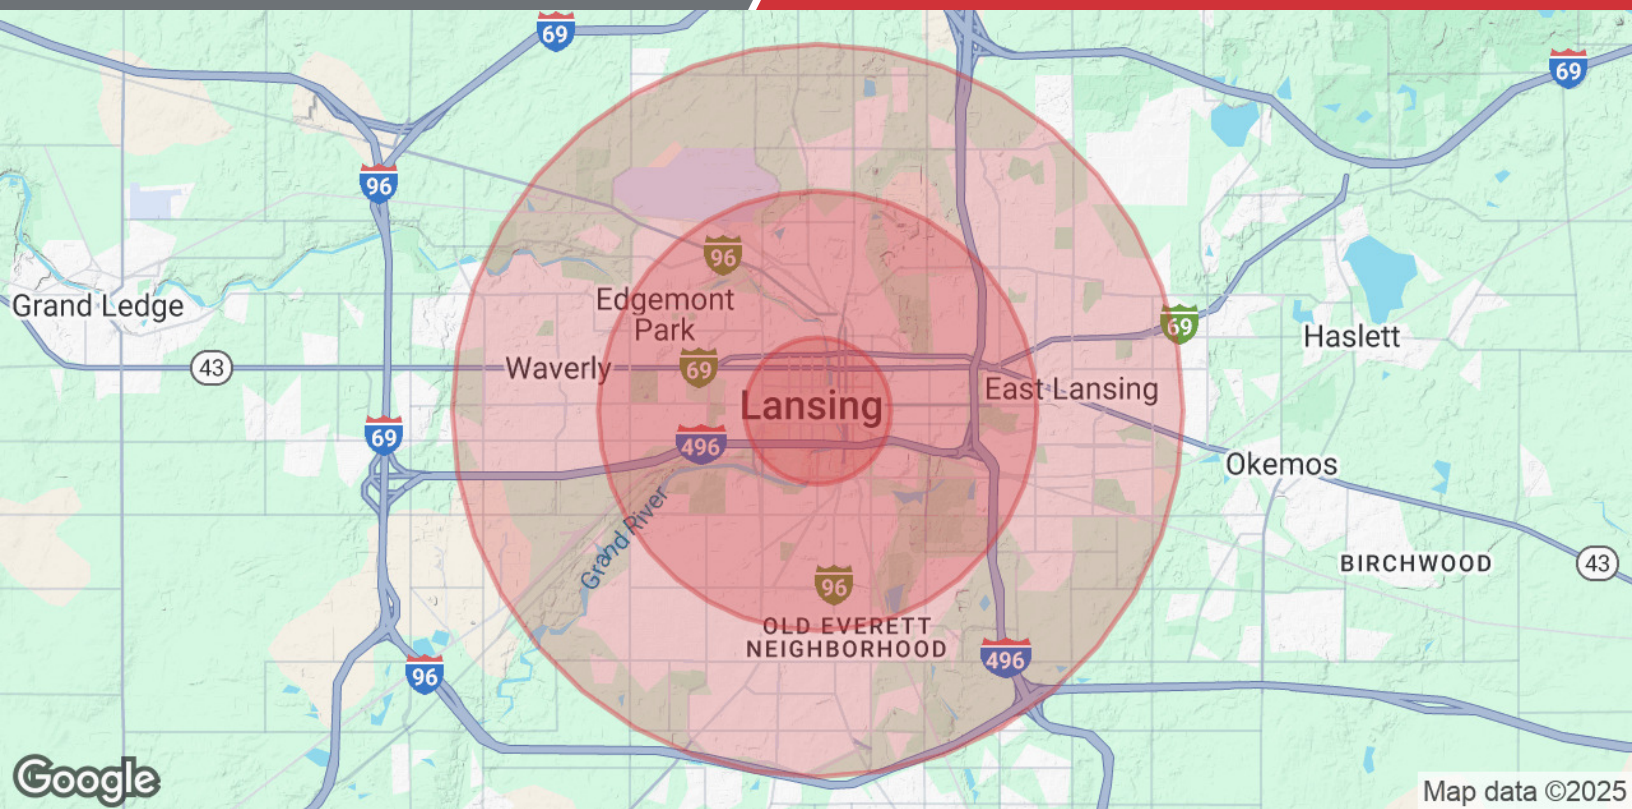 69
69
96
96
Edgemont
Park
Grand Ledge
69
Haslett
43
Waverly
69
East Lansing
Lansing
69
496
Okemos
Grand River
BIRCHWOOD
43
96
OLD EVERETT
NEIGHBORHOOD
496
96
Google
Map data ©2025